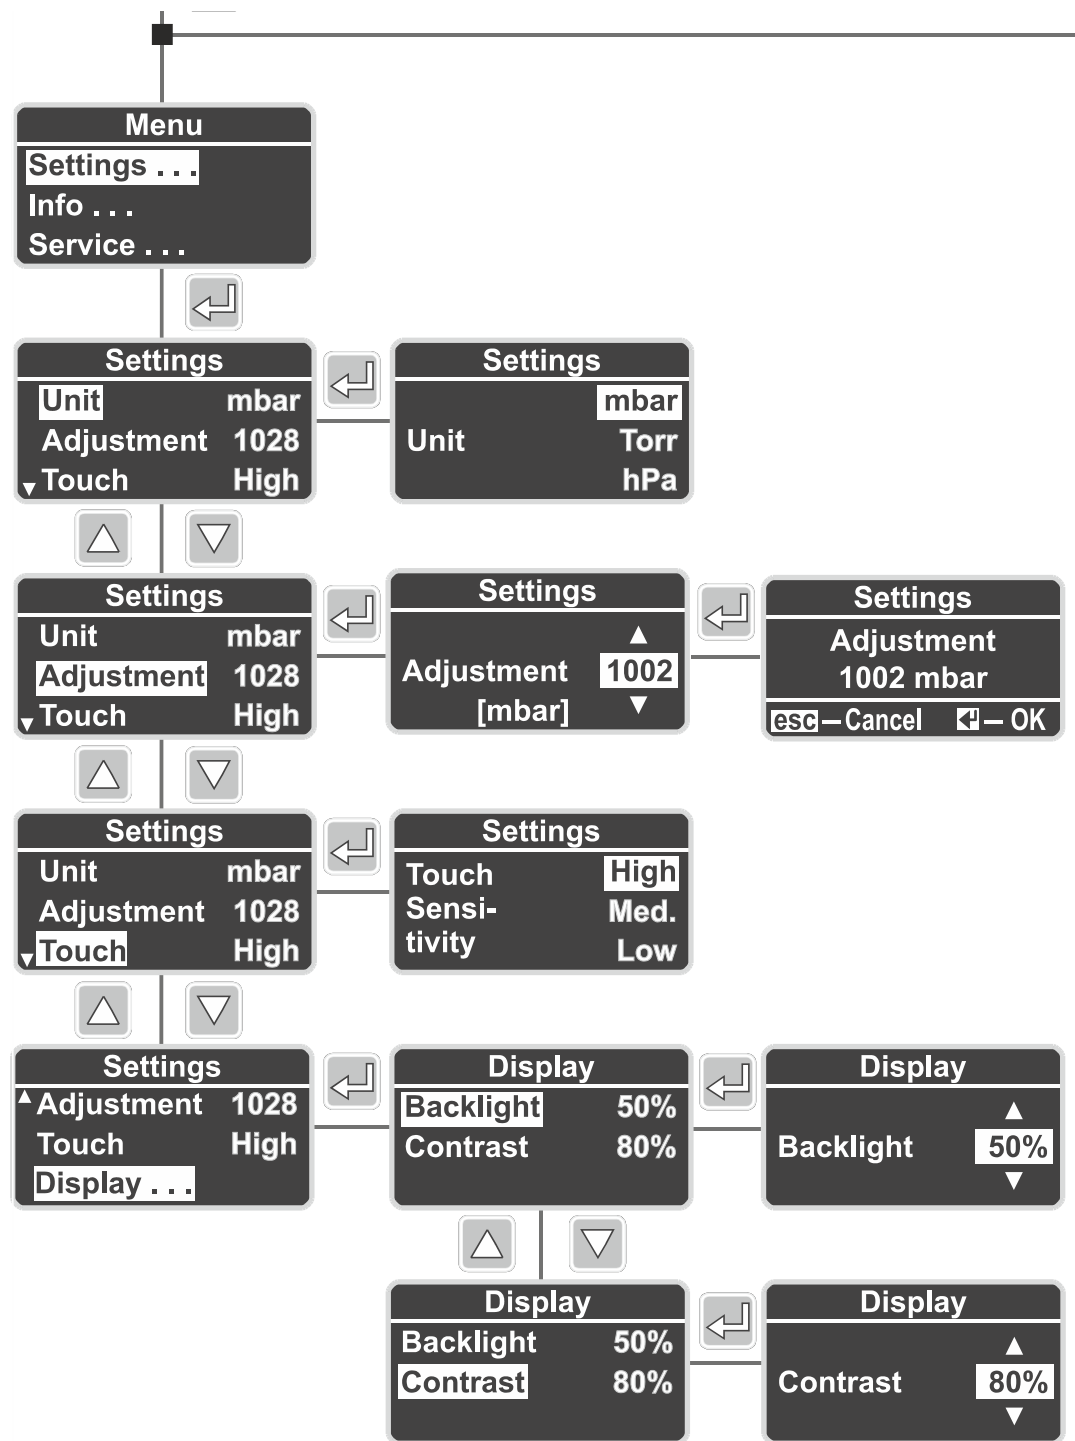 Menu
Settings . . .
Info . . .
Service . . .
Settings
Unit mbar
Adjustment 1028
Touch High
Settings
mbar
Unit Torr
hPa
Settings
Unit mbar
Adjustment 1028
Touch High
Settings
Adjustment 1002
[mbar]
Settings
Adjustment
1002 mbar
esc – Cancel – OK
Settings
Unit mbar
Adjustment 1028
Touch High
Settings
Touch High
Sensi- Med.
tivity Low
Settings
Adjustment 1028
Touch High
Display . . .
Display
Backlight 50%
Contrast 80%
Display
Backlight 50%
Display
Backlight 50%
Contrast 80%
Display
Contrast 80%